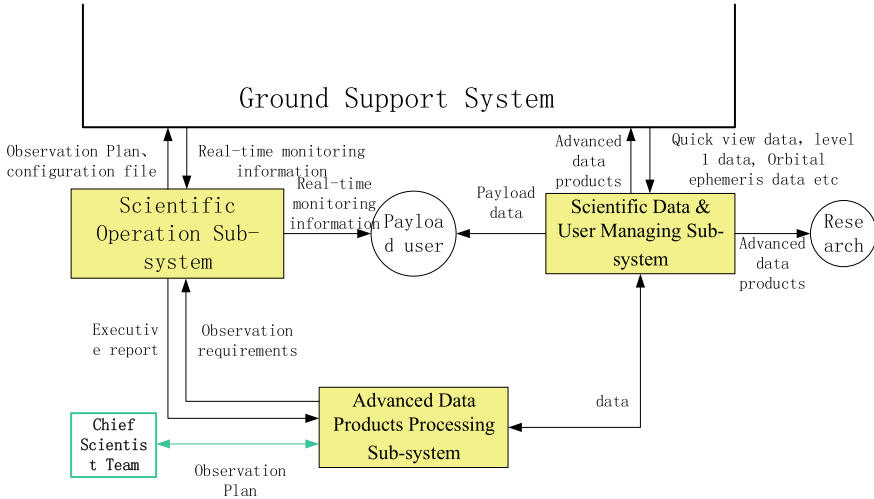 Ground Support System
Observation Plan、
configuration file
Real-time monitoring
information
Advanced
data
products
Quick view data, level
1 data, Orbital
ephemeris data etc
Scientific
Operation Sub-
system
Real-time
monitoring
information
Payloa
d user
Payload
data
Scientific Data &
User Managing Sub-
system
Rese
arch
Advanced
data
products
Executiv
e report
Observation
requirements
Advanced Data
Products Processing
Sub-system
data
Chief
Scientis
t Team
Observation
Plan